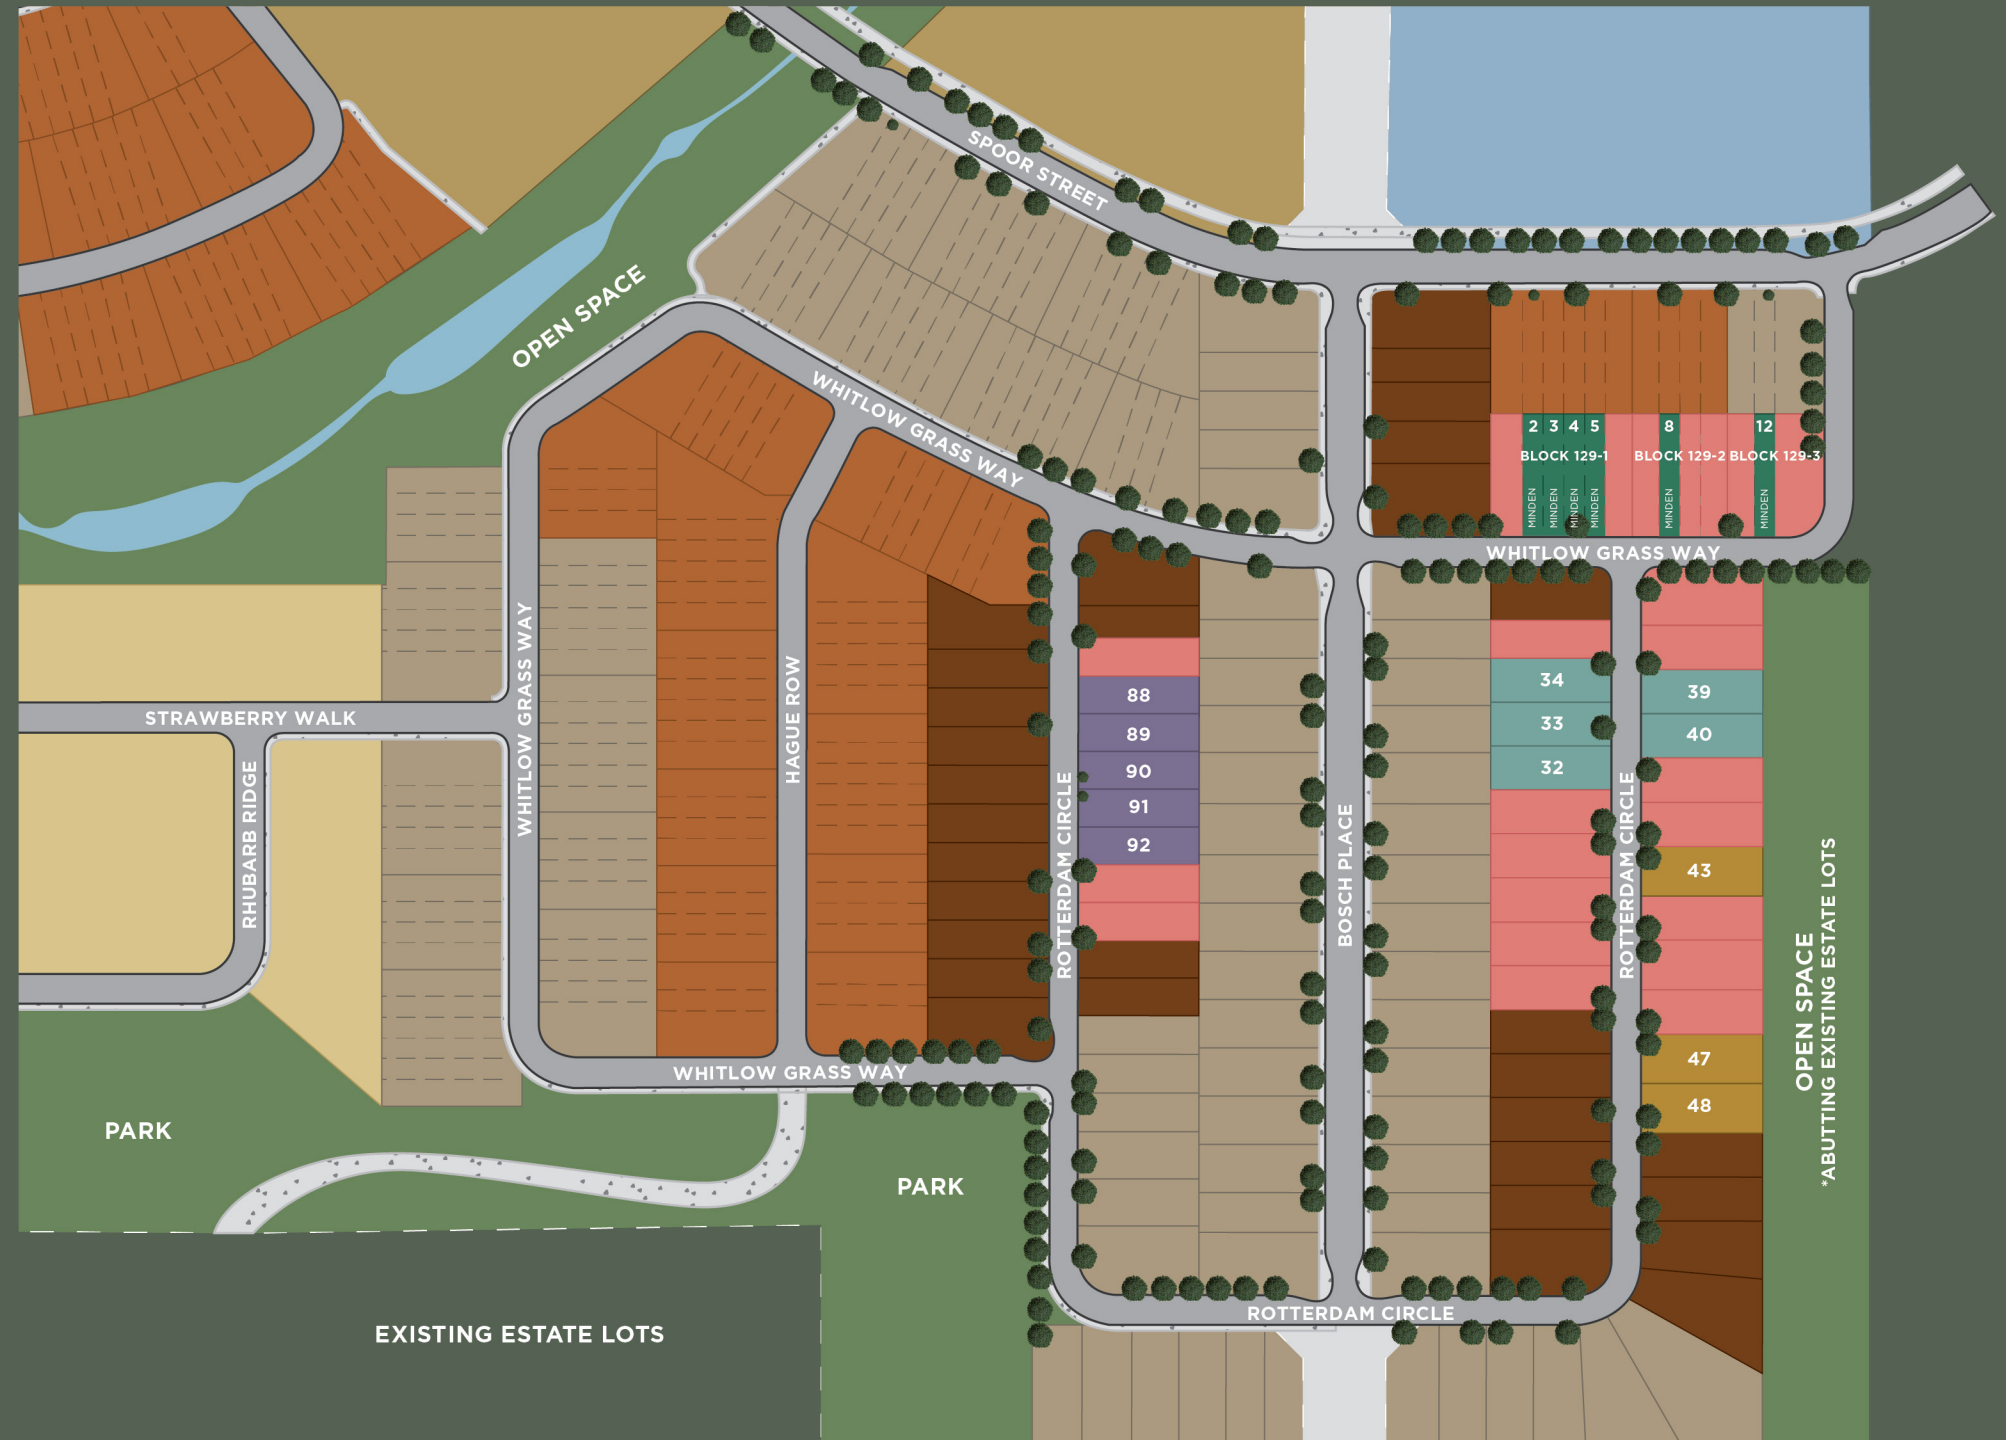 SPOOR STREET
OPEN SPACE
WHITLOW GRASS WAY
2 3 4 5 8 12
BLOCK 129-1 BLOCK 129-2 BLOCK 129-3
MINDEN MINDEN MINDEN MINDEN MINDEN MINDEN
WHITLOW GRASS WAY
STRAWBERRY WALK
RHUBARB RIDGE
WHITLOW GRASS WAY
HAGUE ROW
ROTTERDAM CIRCLE
88
89
90
91
92
BOSCH PLACE
34
33
32
ROTTERDAM CIRCLE
39
40
43
47
48
OPEN SPACE
*ABUTTING EXISTING ESTATE LOTS
WHITLOW GRASS WAY
PARK
PARK
ROTTERDAM CIRCLE
EXISTING ESTATE LOTS